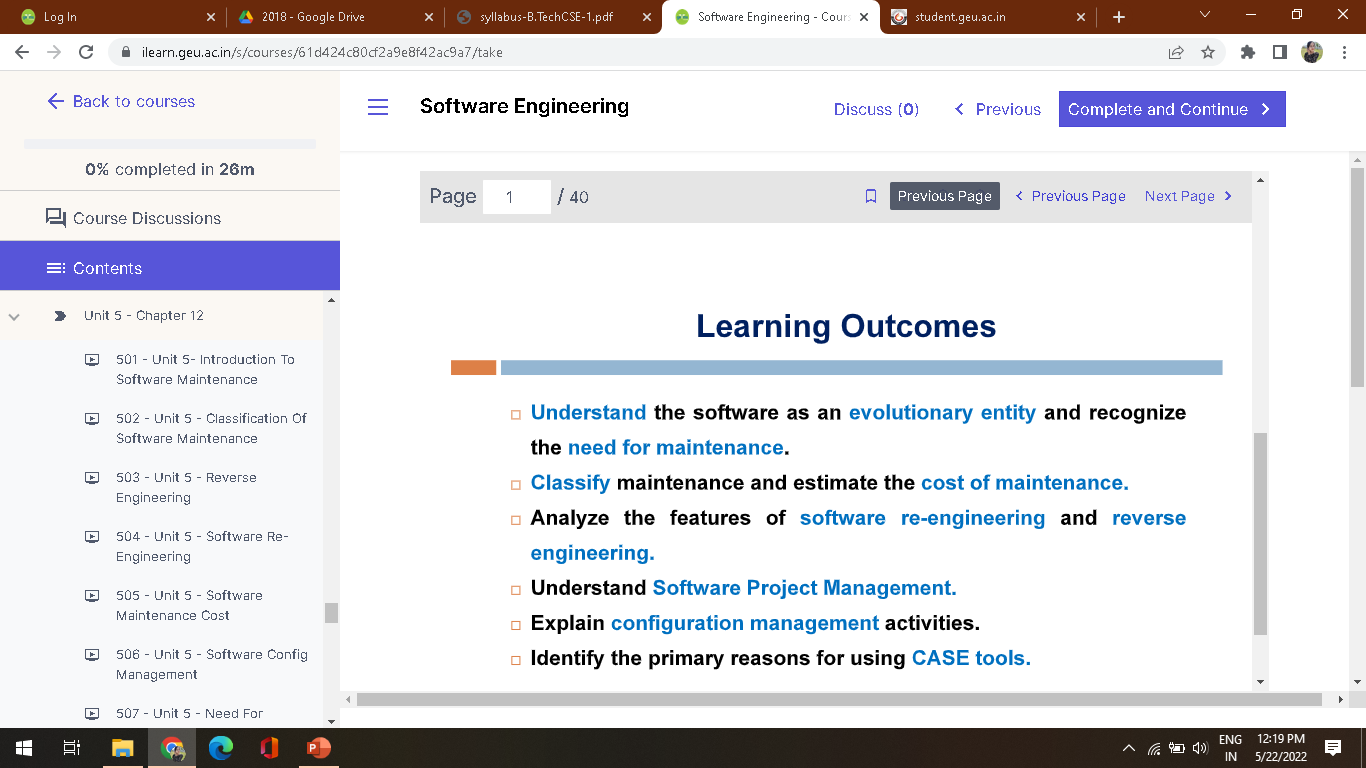 Log In
2018 - Google Drive
syllabus-B.TechCSE-1.pdf
Software Engineering - Cour
student.geu.ac.in
ilearn.geu.ac.in/s/courses/61d424c80cf2a9e8f42ac9a7/take
Back to courses
0% completed in 26m
Course Discussions
Contents
Unit 5 - Chapter 12
501 - Unit 5- Introduction To
Software Maintenance
502 - Unit 5 - Classification Of
Software Maintenance
503 - Unit 5 - Reverse
Engineering
504 - Unit 5 - Software Re-
Engineering
505 - Unit 5 - Software
Maintenance Cost
506 - Unit 5 - Software Config
Management
507 - Unit 5 - Need For
Software Engineering
Discuss (0)
Previous
Complete and Continue
Page 1 / 40
Previous Page
Previous Page
Next Page
Learning Outcomes
Understand the software as an evolutionary entity and recognize
the need for maintenance.
Classify maintenance and estimate the cost of maintenance.
Analyze the features of software re-engineering and reverse
engineering.
Understand Software Project Management.
Explain configuration management activities.
Identify the primary reasons for using CASE tools.
ENG
IN
12:19 PM
5/22/2022